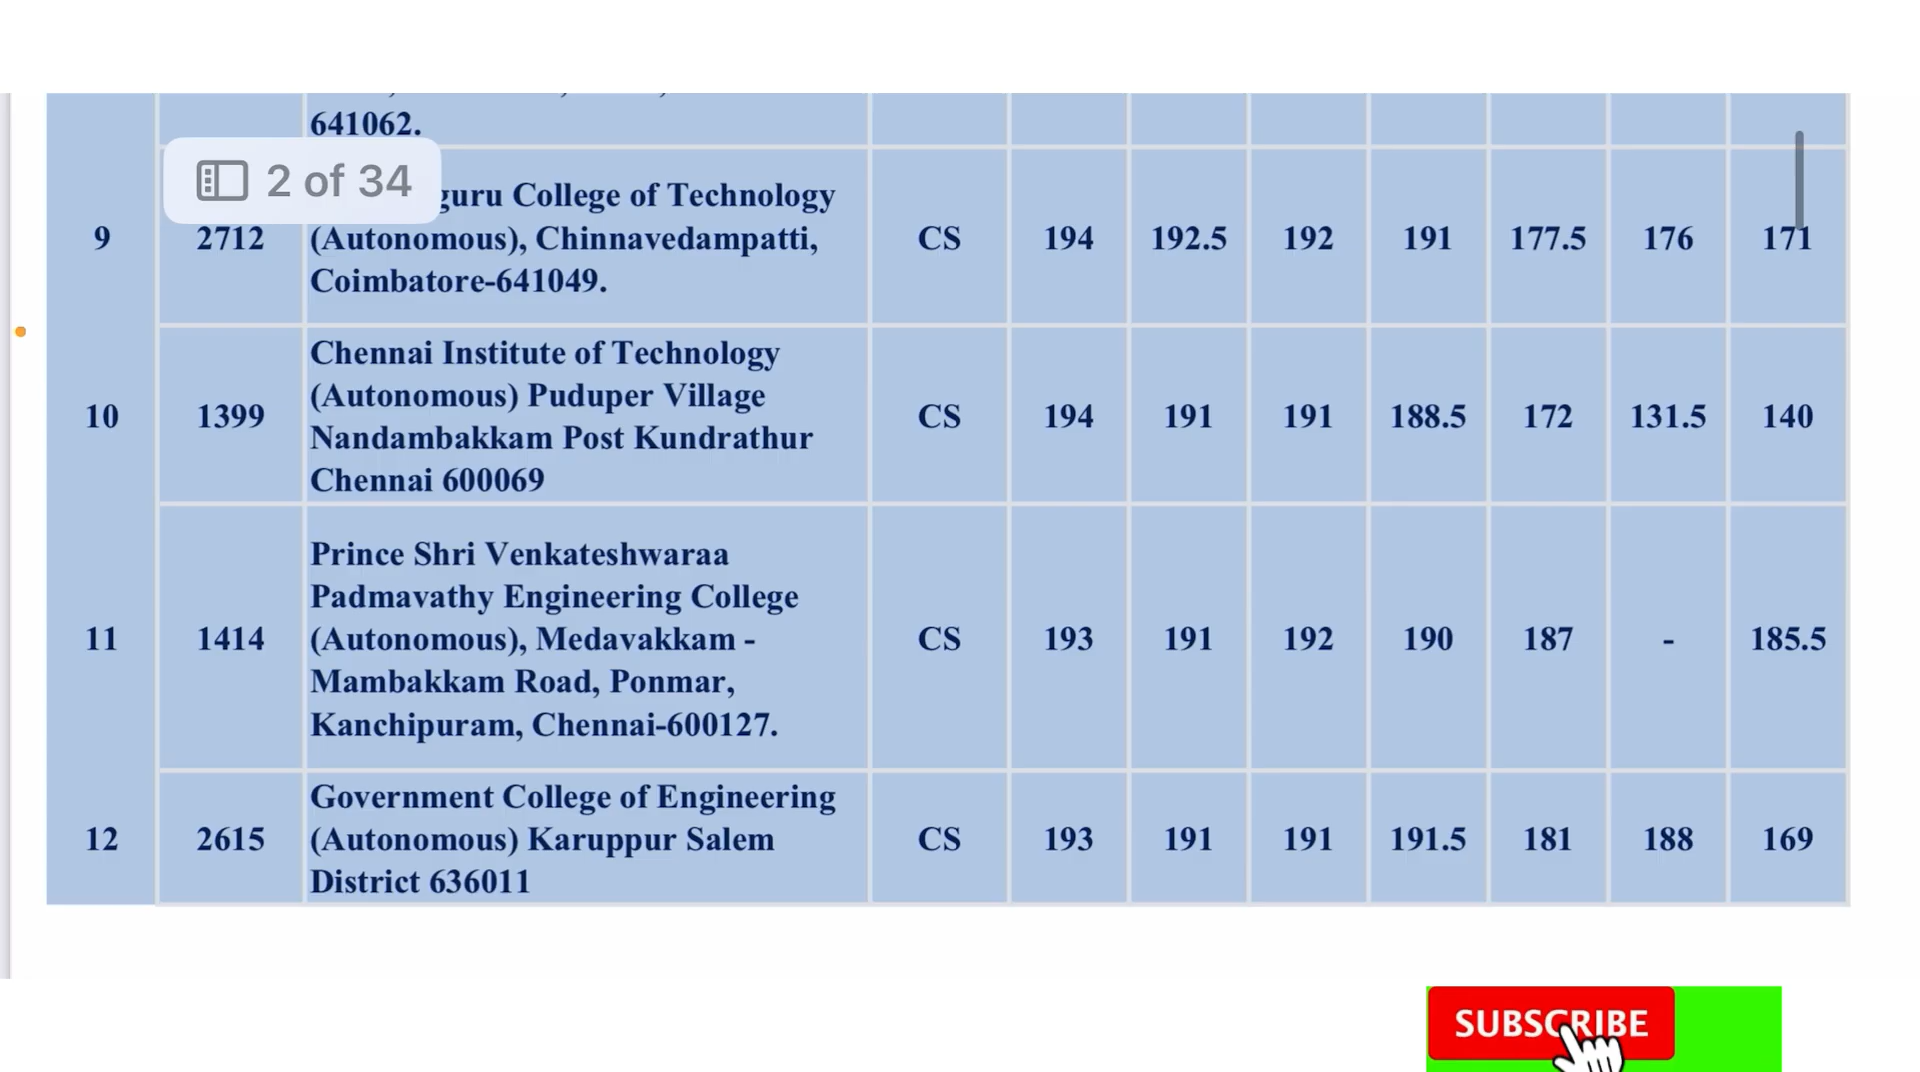 641062.
2 of 34
guru College of Technology
9 2712 (Autonomous), Chinnavedampatti, CS 194 192.5 192 191 177.5 176 171
Coimbatore-641049.
Chennai Institute of Technology
(Autonomous) Puduper Village
10 1399 CS 194 191 191 188.5 172 131.5 140
Nandambakkam Post Kundrathur
Chennai 600069
Prince Shri Venkateshwaraa
Padmavathy Engineering College
11 1414 (Autonomous), Medavakkam - CS 193 191 192 190 187 - 185.5
Mambakkam Road, Ponmar,
Kanchipuram, Chennai-600127.
Government College of Engineering
12 2615 (Autonomous) Karuppur Salem CS 193 191 191 191.5 181 188 169
District 636011
SUBSCRIBE